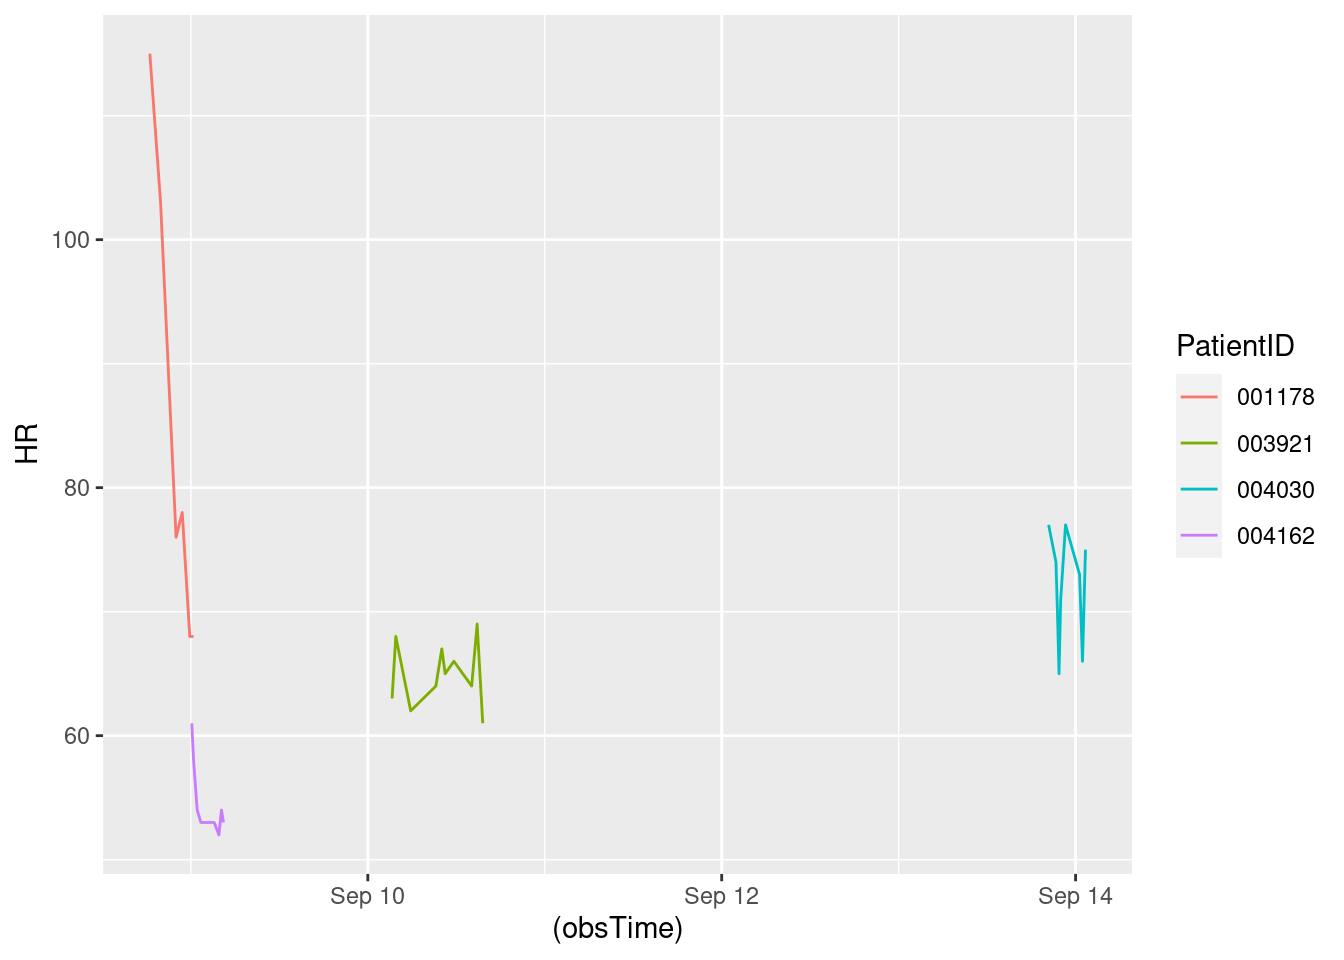 HR
100
80
60
Sep 10
Sep 12
Sep 14
(obsTime)
PatientID
001178
003921
004030
004162